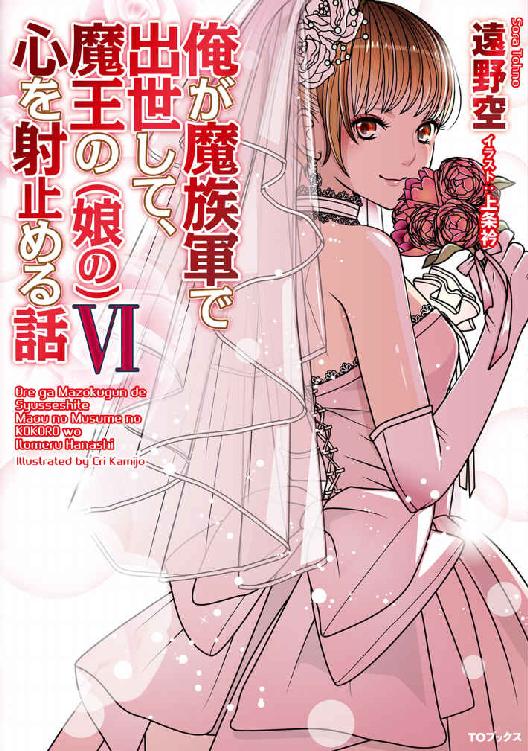 俺が魔族軍で
出世して、
魔王の(娘の)
心を射止める話
VI
Ore ga Mazokugun de
Syusseshite
Maou no Musume no
KOKORO wo
Itomeru Hanashi
Illustrated by Eri Kamijo
Sora Tohno
遠野空
イラスト:上条衿
TOブックス